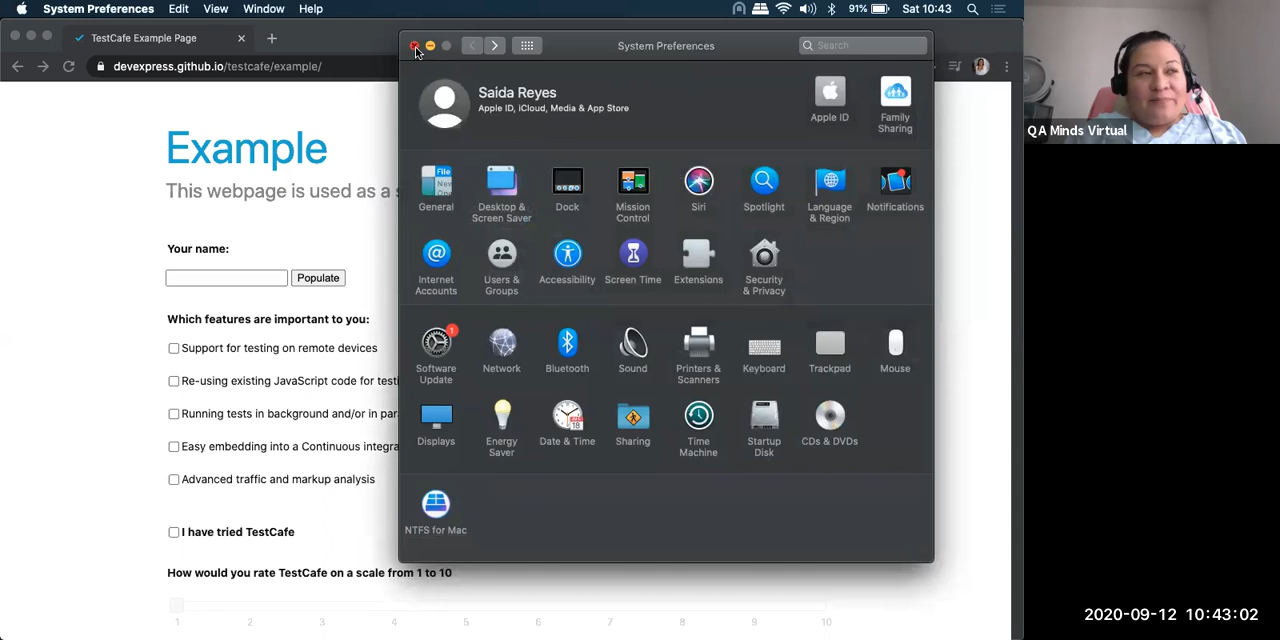 System Preferences Edit View Window Help 91% Sat 10:43
TestCafe Example Page
devexpress.github.io/testcafe/example/
System Preferences
Search
Saida Reyes
Apple ID, iCloud, Media & App Store
Apple ID
Family
Sharing
QA Minds Virtual
Example
This webpage is used as a s
Your name:
Populate
Which features are important to you:
Support for testing on remote devices
Re-using existing JavaScript code for testi
Running tests in background and/or in para
Easy embedding into a Continuous integra
Advanced traffic and markup analysis
I have tried TestCafe
How would you rate TestCafe on a scale from 1 to 10
1 2 3 4 5 6 7 8 9 10
General
Desktop &
Screen Saver
Dock
Mission
Control
Siri
Spotlight
Language
& Region
Notifications
Internet
Accounts
Users &
Groups
Accessibility
Screen Time
Extensions
Security
& Privacy
1
Software
Update
Network
Bluetooth
Sound
Printers &
Scanners
Keyboard
Trackpad
Mouse
Displays
Energy
Saver
Date & Time
Sharing
Time
Machine
Startup
Disk
CDs & DVDs
NTFS for Mac
2020-09-12 10:43:02